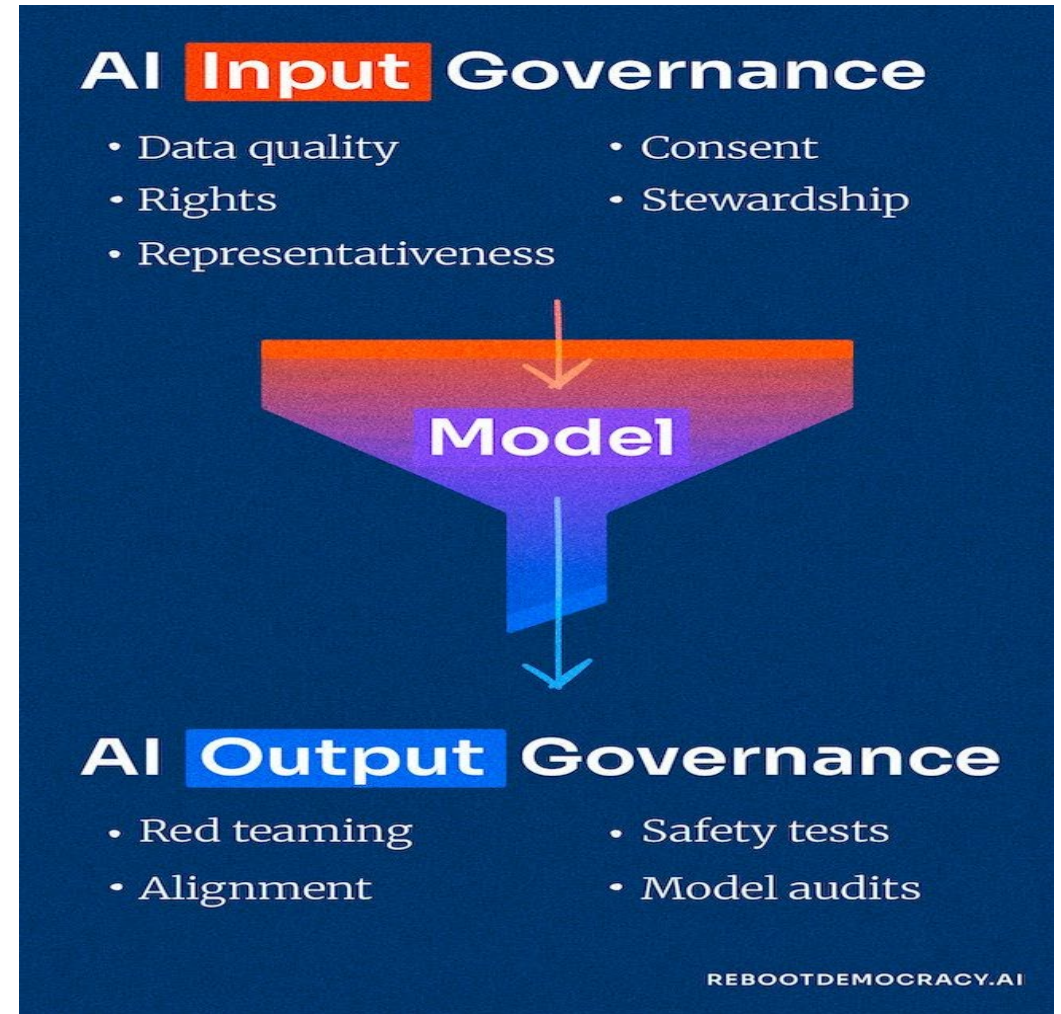 AI Input Governance
• Data quality
• Rights
• Representativeness
• Consent
• Stewardship
Model
AI Output Governance
• Red teaming
• Alignment
• Safety tests
• Model audits
REBOOTDEMOCRACY.AI